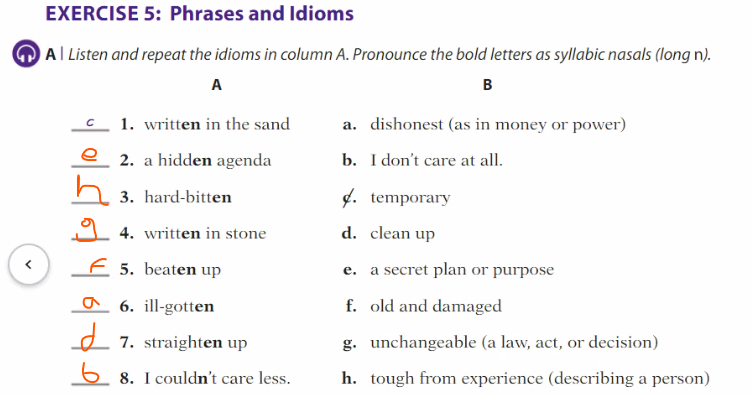 EXERCISE 5: Phrases and Idioms
A | Listen and repeat the idioms in column A. Pronounce the bold letters as syllabic nasals (long n).
A B
c 1. written in the sand a. dishonest (as in money or power)
e 2. a hidden agenda b. I don't care at all.
h 3. hard-bitten c. temporary
g 4. written in stone d. clean up
f 5. beaten up e. a secret plan or purpose
a 6. ill-gotten f. old and damaged
d 7. straighten up g. unchangeable (a law, act, or decision)
b 8. I couldn't care less. h. tough from experience (describing a person)